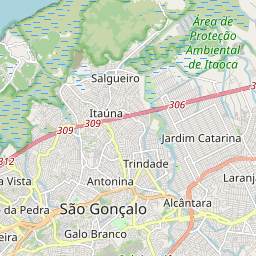 Área de
Proteção
Ambiental
de Itaoca
Salgueiro
Itaúna
306
309
309
312
Jardim Catarina
Trindade
a Vista
Antonina
Laranj
Alcântara
o da Pedra
São Gonçalo
Galo Branco
eira